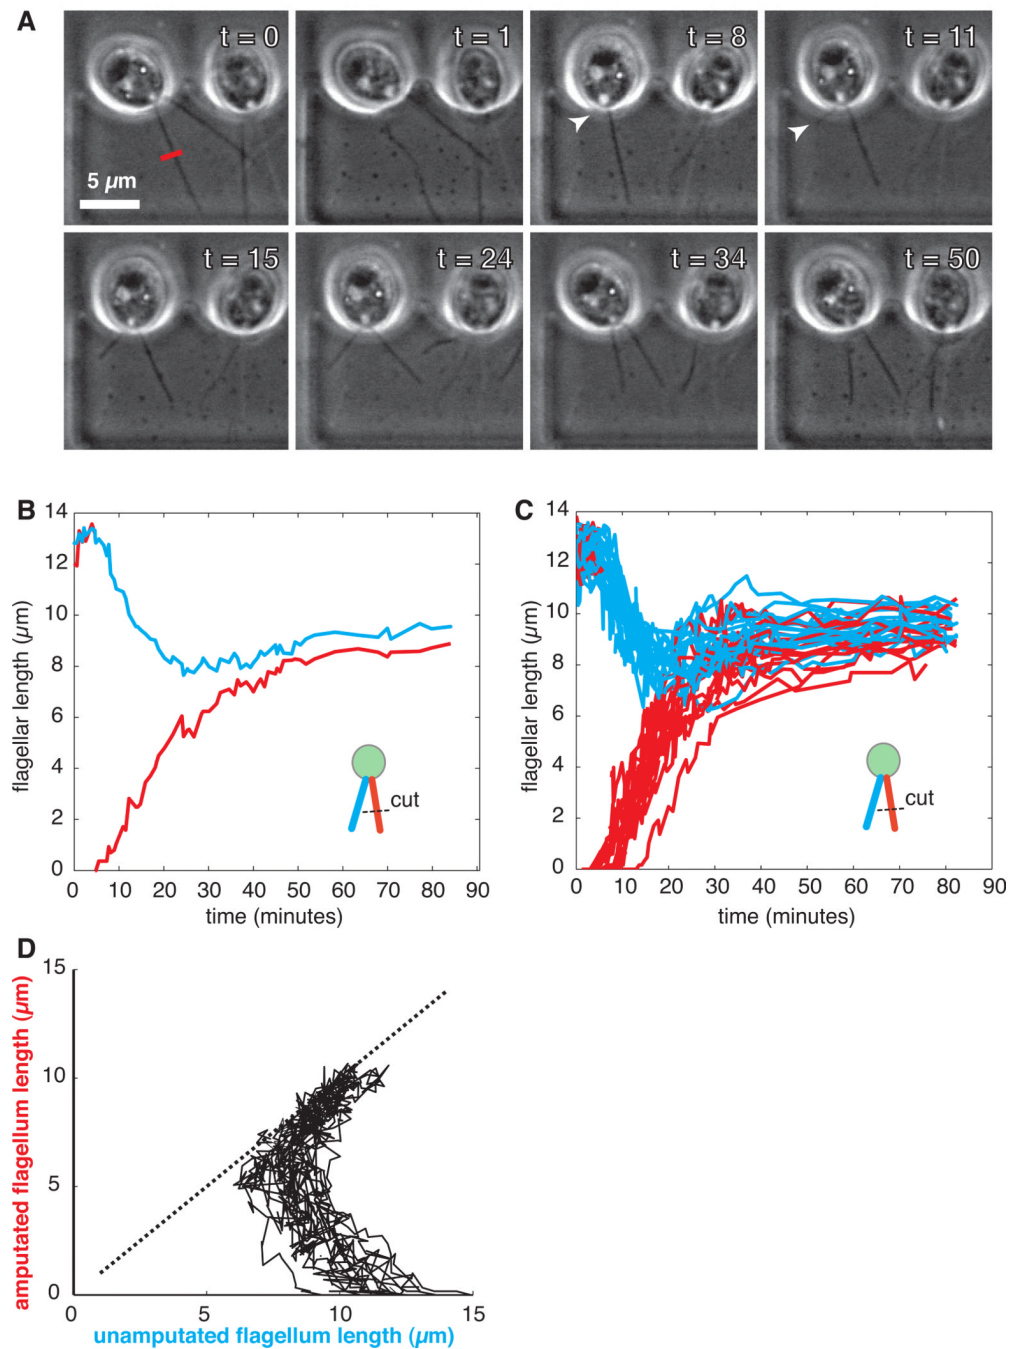 A
t = 0
t = 1
t = 8
t = 11
5 µm
t = 15
t = 24
t = 34
t = 50
B
14
12
10
8
6
4
2
0
flagellar length (µm)
cut
0 10 20 30 40 50 60 70 80 90
time (minutes)
C
14
12
10
8
6
4
2
0
flagellar length (µm)
cut
0 10 20 30 40 50 60 70 80 90
time (minutes)
D
15
10
5
0
amputated flagellum length (µm)
0 5 10 15
unamputated flagellum length (µm)